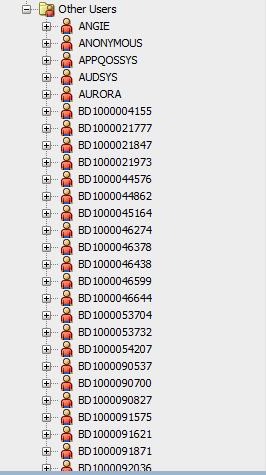 Other Users
ANGIE
ANONYMOUS
APPQOSSYS
AUDSYS
AURORA
BD1000004155
BD1000021777
BD1000021847
BD1000021973
BD1000044576
BD1000044862
BD1000045164
BD1000046274
BD1000046378
BD1000046438
BD1000046599
BD1000046644
BD1000053704
BD1000053732
BD1000054207
BD1000090537
BD1000090700
BD1000090827
BD1000091575
BD1000091621
BD1000091871
BD1000092036